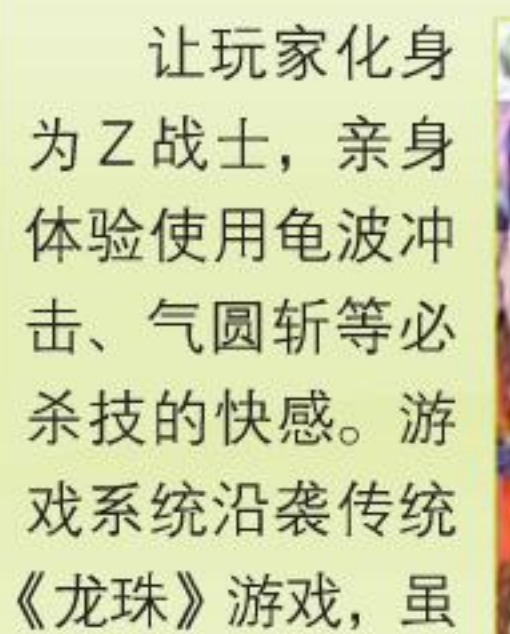 让玩家化身
为Z战士，亲身
体验使用龟波冲
击、气圆斩等必
杀技的快感。游
戏系统沿袭传统
《龙珠》游戏，虽